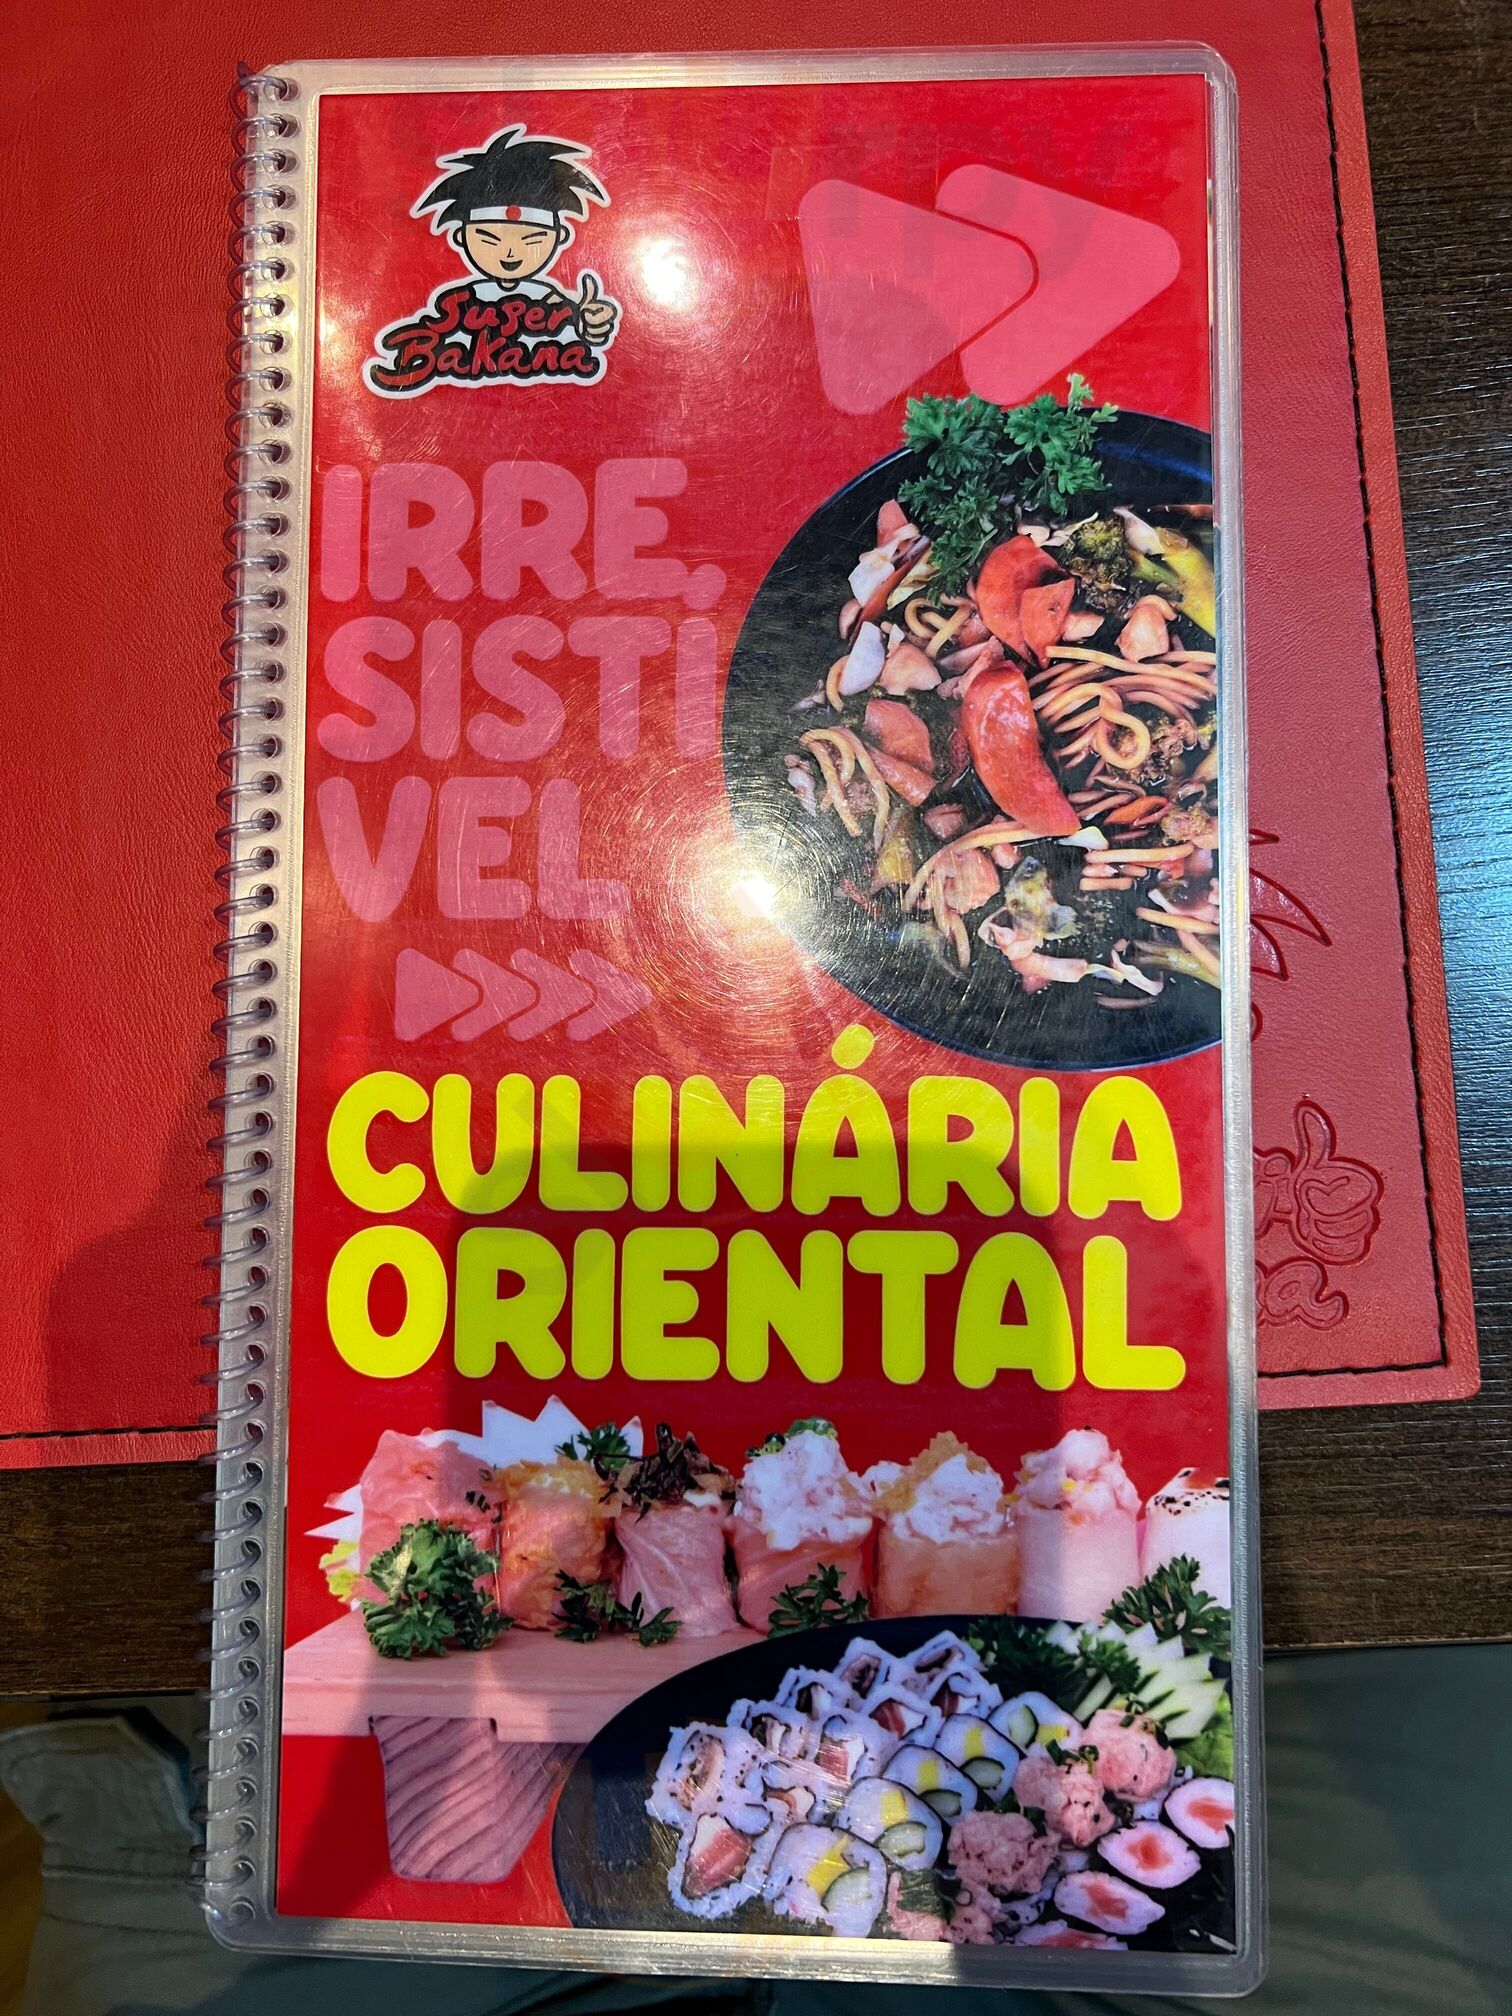 Super
Bakana
IRRE
SISTÍ
VEL
CULINÁRIA
ORIENTAL